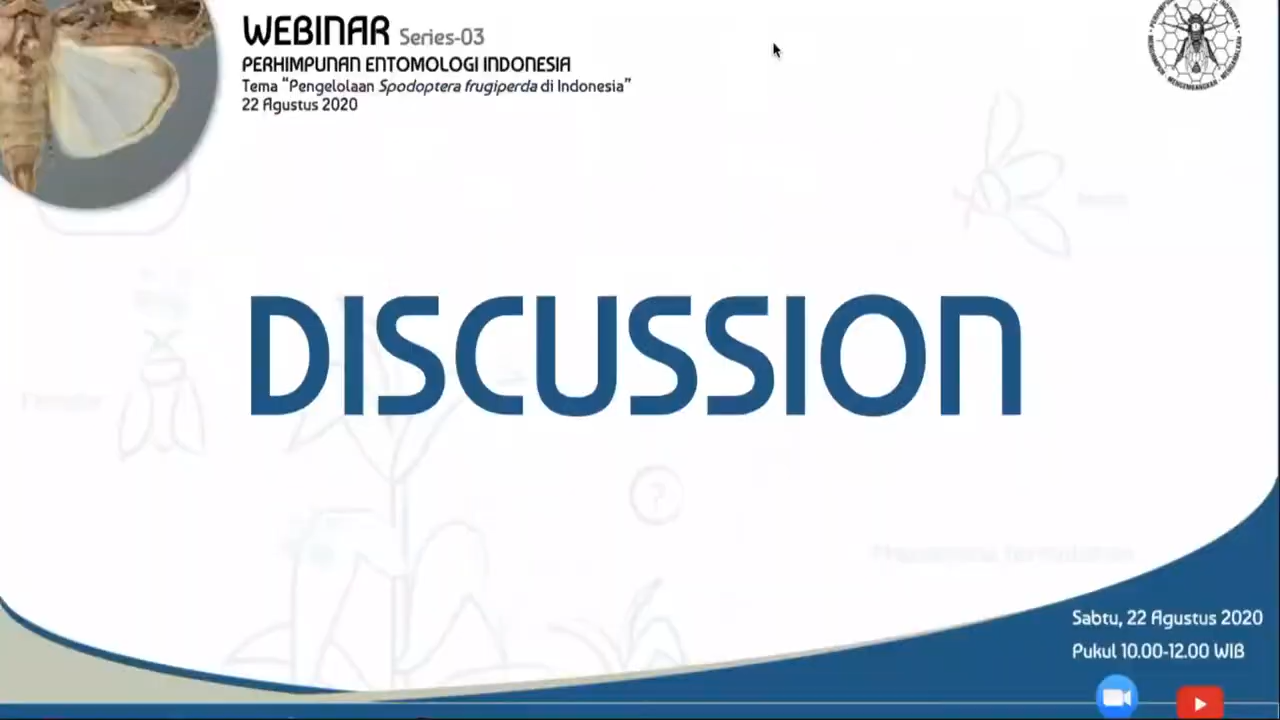 WEBINAR Series-03
PERHIMPUNAN ENTOMOLOGI INDONESIA
Tema “Pengelolaan Spodoptera frugiperda di Indonesia”
22 Agustus 2020
DISCUSSION
?
Sabtu, 22 Agustus 2020
Pukul 10.00-12.00 WIB